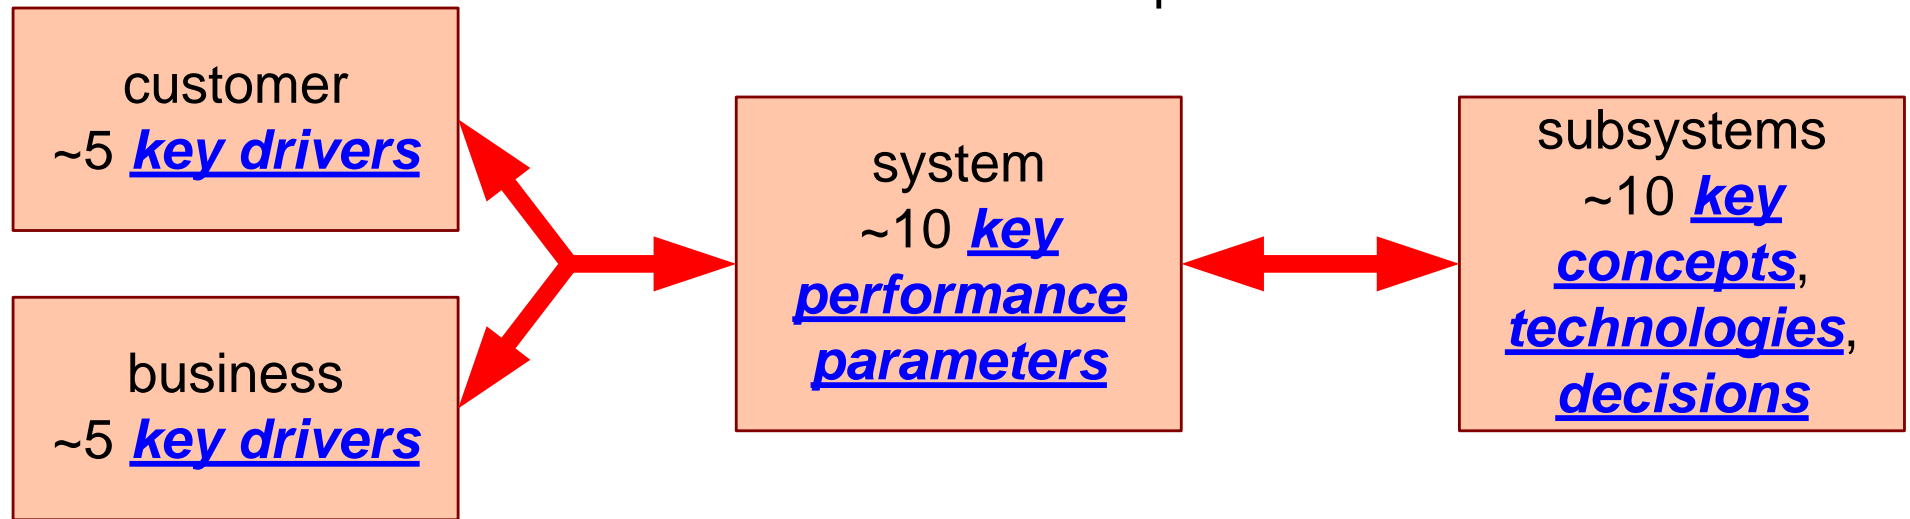 customer
~5 key drivers
business
~5 key drivers
system
~10 key
performance
parameters
subsystems
~10 key
concepts,
technologies,
decisions